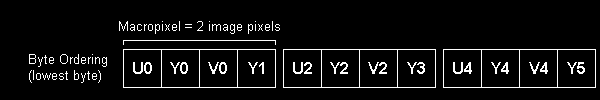 Macropixel = 2 image pixels
Byte Ordering
(lowest byte)
U0 Y0 V0 Y1 U2 Y2 V2 Y3 U4 Y4 V4 Y5